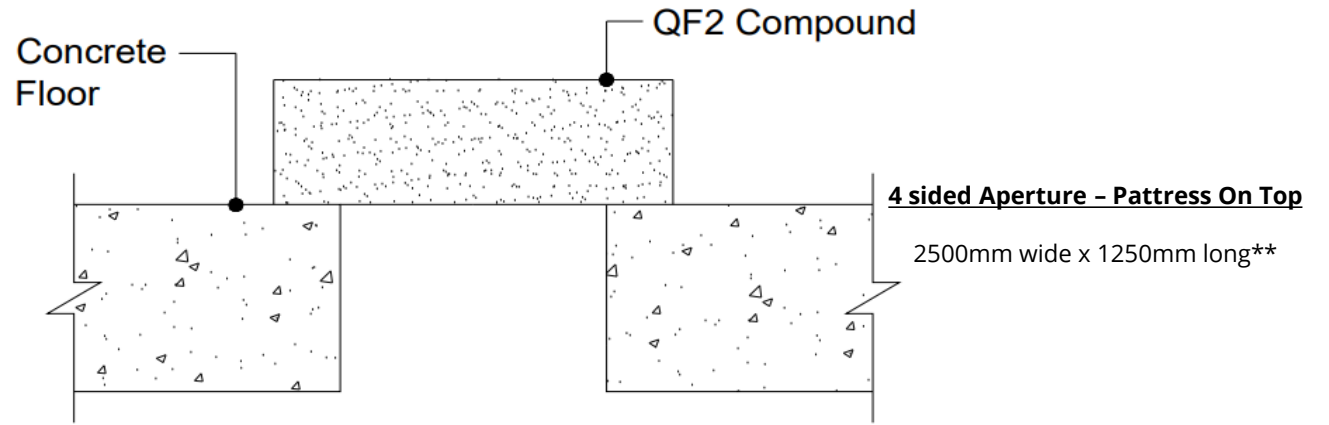 QF2 Compound
Concrete
Floor
4 sided Aperture – Pattress On Top
2500mm wide x 1250mm long**